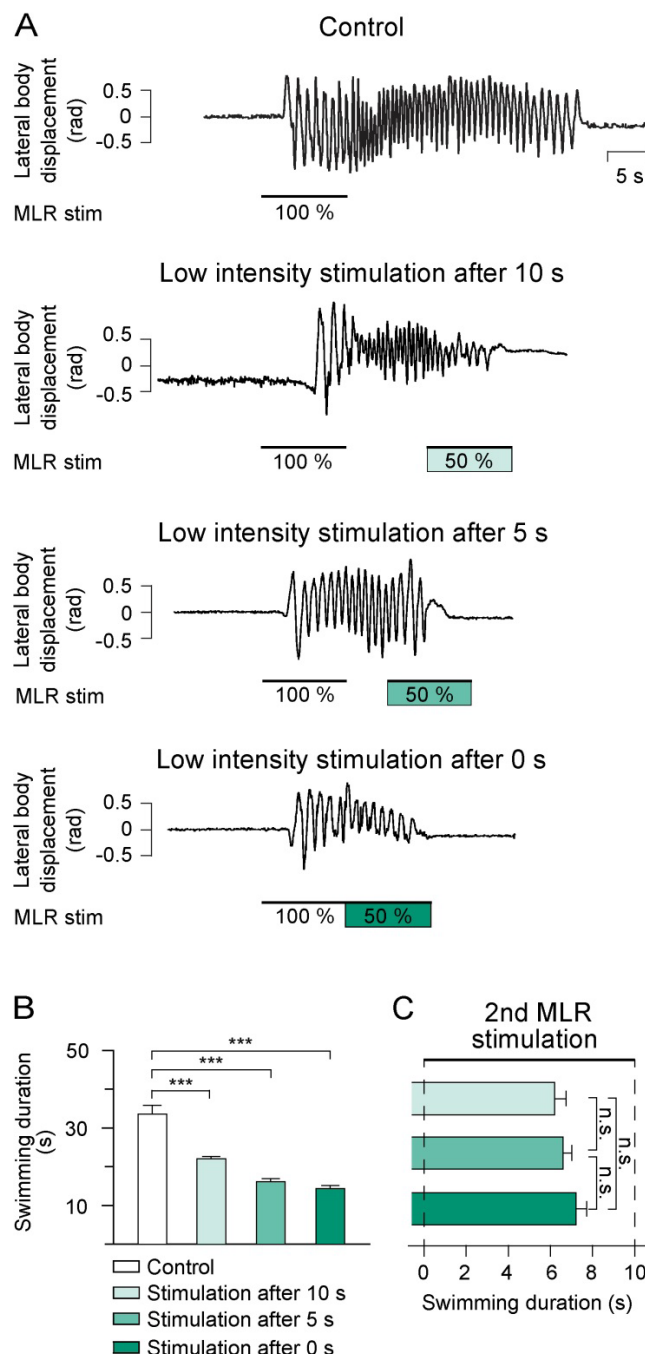 A
Control
Lateral body
displacement
(rad)
0.5
0
-0.5
5 s
MLR stim
100 %
Low intensity stimulation after 10 s
Lateral body
displacement
(rad)
0.5
0
-0.5
MLR stim
100 %
50 %
Low intensity stimulation after 5 s
Lateral body
displacement
(rad)
0.5
0
-0.5
MLR stim
100 %
50 %
Low intensity stimulation after 0 s
Lateral body
displacement
(rad)
0.5
0
-0.5
MLR stim
100 %
50 %
B
Swimming duration
(s)
50
30
10
***
***
***
Control
Stimulation after 10 s
Stimulation after 5 s
Stimulation after 0 s
C
2nd MLR
stimulation
n.s.
n.s.
n.s.
0 2 4 6 8 10
Swimming duration (s)